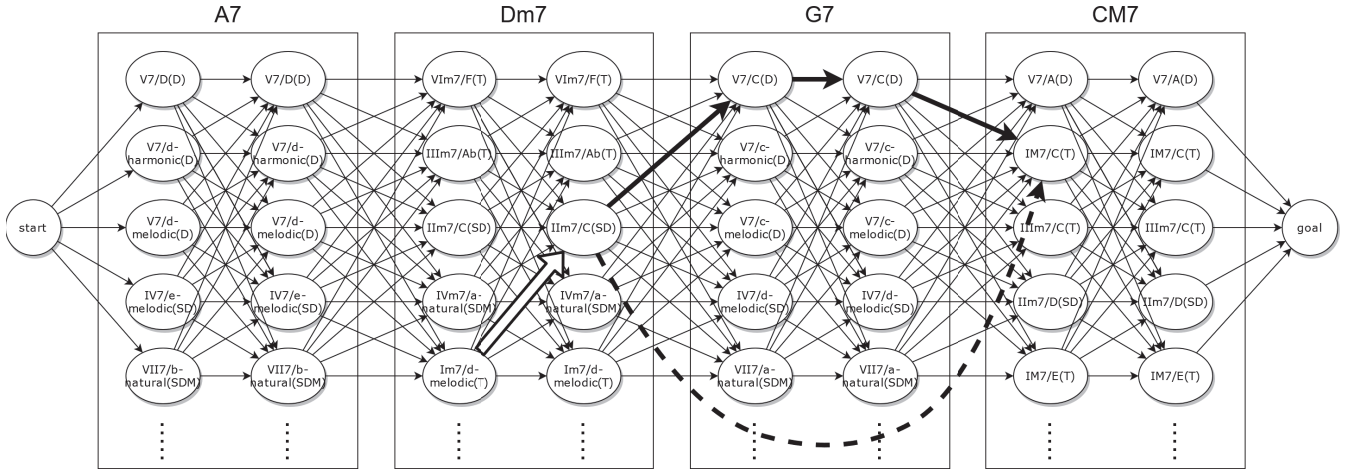 A7 Dm7 G7 CM7
V7/D(D) V7/D(D) VIm7/F(T) VIm7/F(T) V7/C(D) V7/C(D) V7/A(D) V7/A(D)
V7/d- V7/d- IIIm7/Ab(T) IIIm7/Ab(T) V7/c- V7/c- IM7/C(T) IM7/C(T)
harmonic(D) harmonic(D) harmonic(D) harmonic(D)
start V7/d- V7/d- IIm7/C(SD) IIm7/C(SD) V7/c- V7/c- IIIm7/C(T) IIIm7/C(T) goal
melodic(D) melodic(D) melodic(D) melodic(D)
IV7/e- IV7/e- IVm7/a- IVm7/a- IV7/d- IV7/d- IIm7/D(SD) IIm7/D(SD)
melodic(SD) melodic(SD) natural(SDM) natural(SDM) melodic(SD) melodic(SD)
VII7/b- VII7/b- Im7/d- Im7/d- VII7/a- VII7/a- IM7/E(T) IM7/E(T)
natural(SDM) natural(SDM) melodic(T) melodic(T) natural(SDM) natural(SDM)